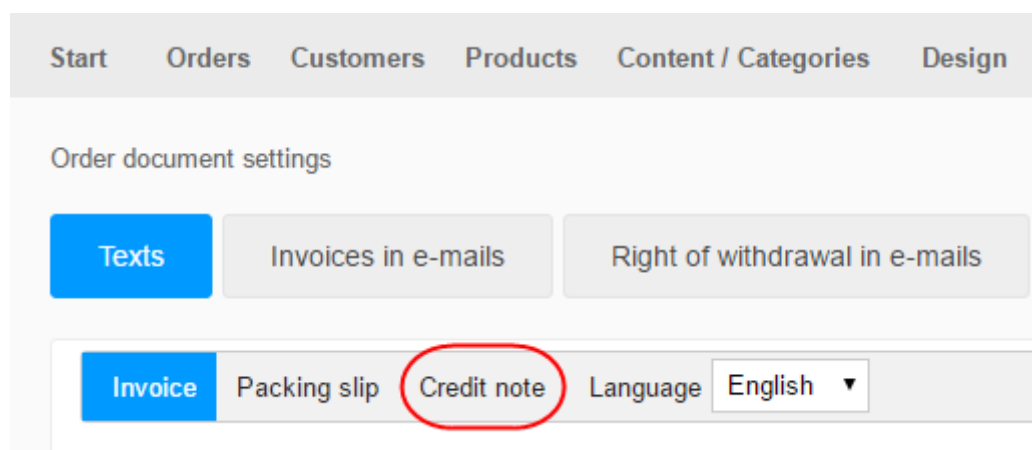 Start Orders Customers Products Content / Categories Design
Order document settings
Texts Invoices in e-mails Right of withdrawal in e-mails
Invoice Packing slip Credit note Language English